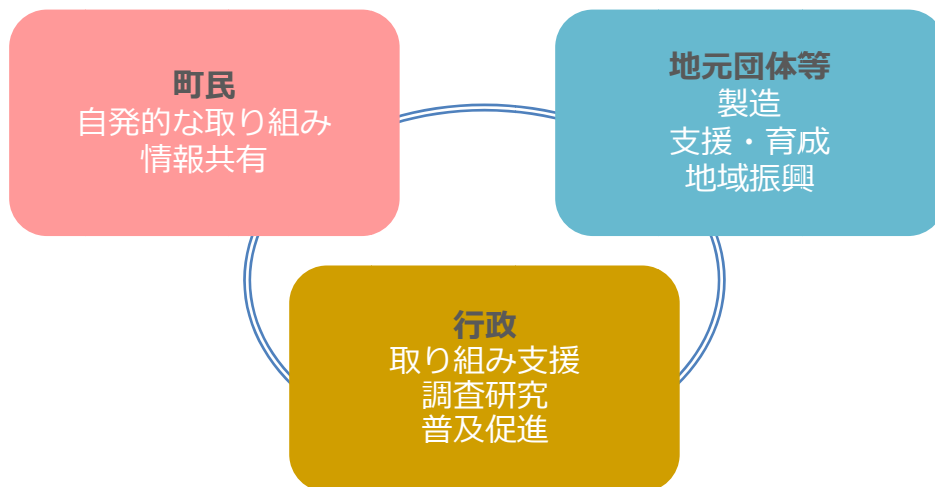 町民
自発的な取り組み
情報共有
地元団体等
製造
支援・育成
地域振興
行政
取り組み支援
調査研究
普及促進